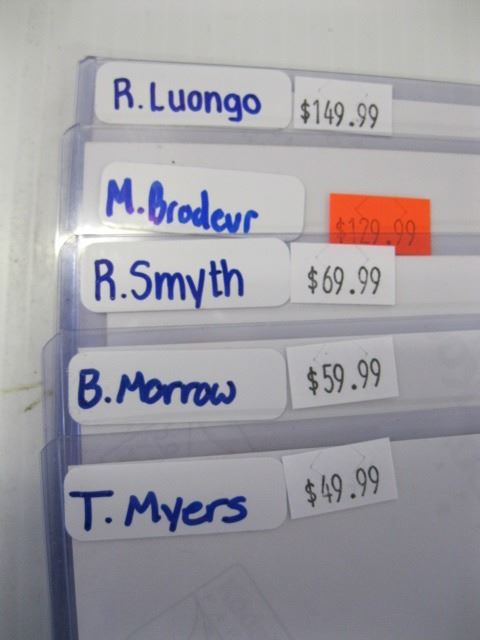 R. Luongo $149.99
M. Brodeur $129.99
R. Smyth $69.99
B. Morrow $59.99
T. Myers $49.99